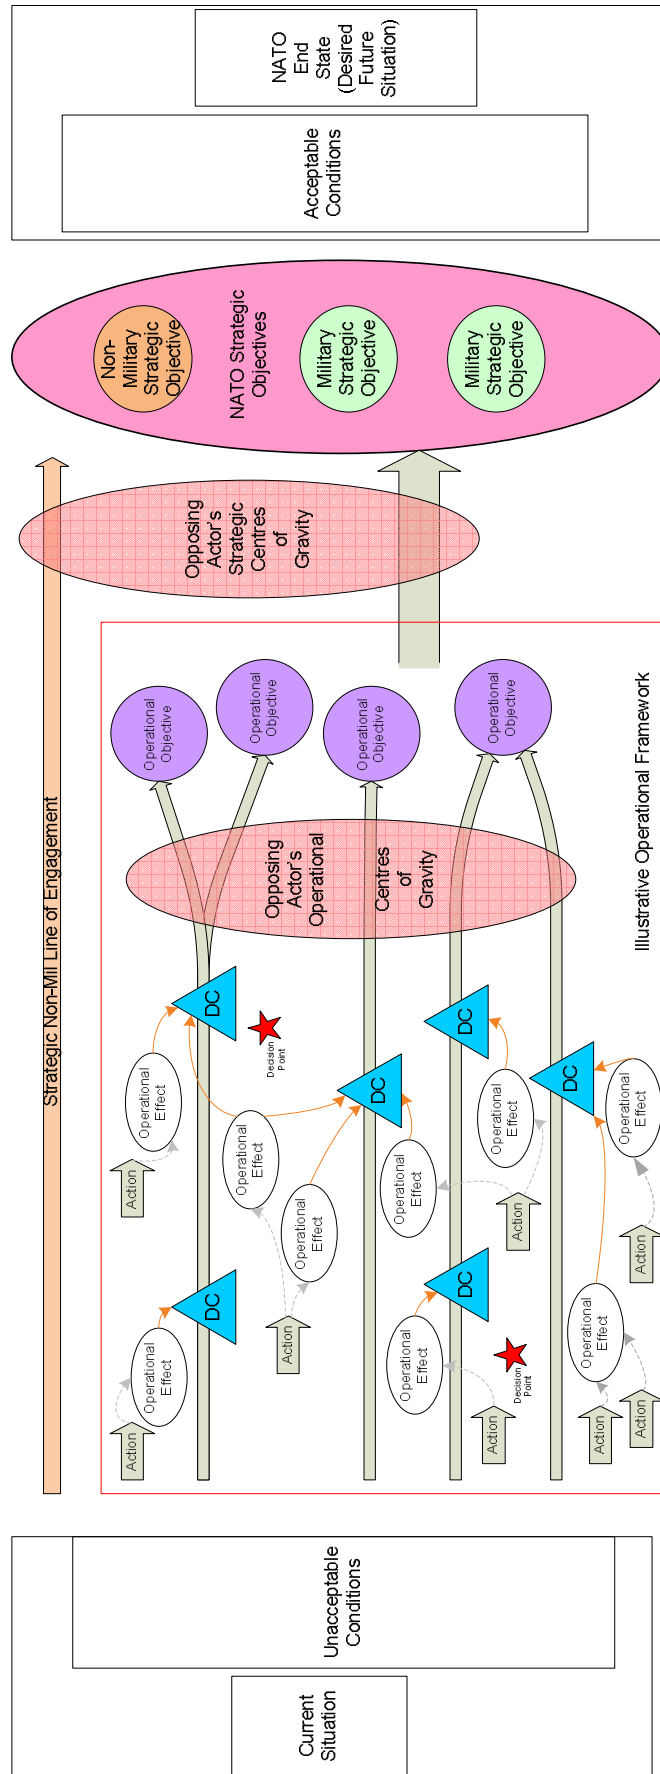 Current
Situation
Unacceptable
Conditions
Strategic Non-Mil Line of Engagement
Action
Operational
Effect
DC
Action
Operational
Effect
DC
Decision
Point
Action
Operational
Effect
Operational
Effect
DC
Action
Operational
Effect
DC
Decision
Point
Action
Operational
Effect
Operational
Effect
DC
Action
Action
Operational
Effect
Action
Operational
Effect
DC
Opposing
Actor's
Operational
Centres
of
Gravity
Operational
Objective
Operational
Objective
Operational
Objective
Operational
Objective
Illustrative Operational Framework
Opposing
Actor's
Strategic
Centres
of
Gravity
Non-
Military
Strategic
Objective
NATO Strategic
Objectives
Military
Strategic
Objective
Military
Strategic
Objective
Acceptable
Conditions
NATO
End
State
(Desired
Future
Situation)